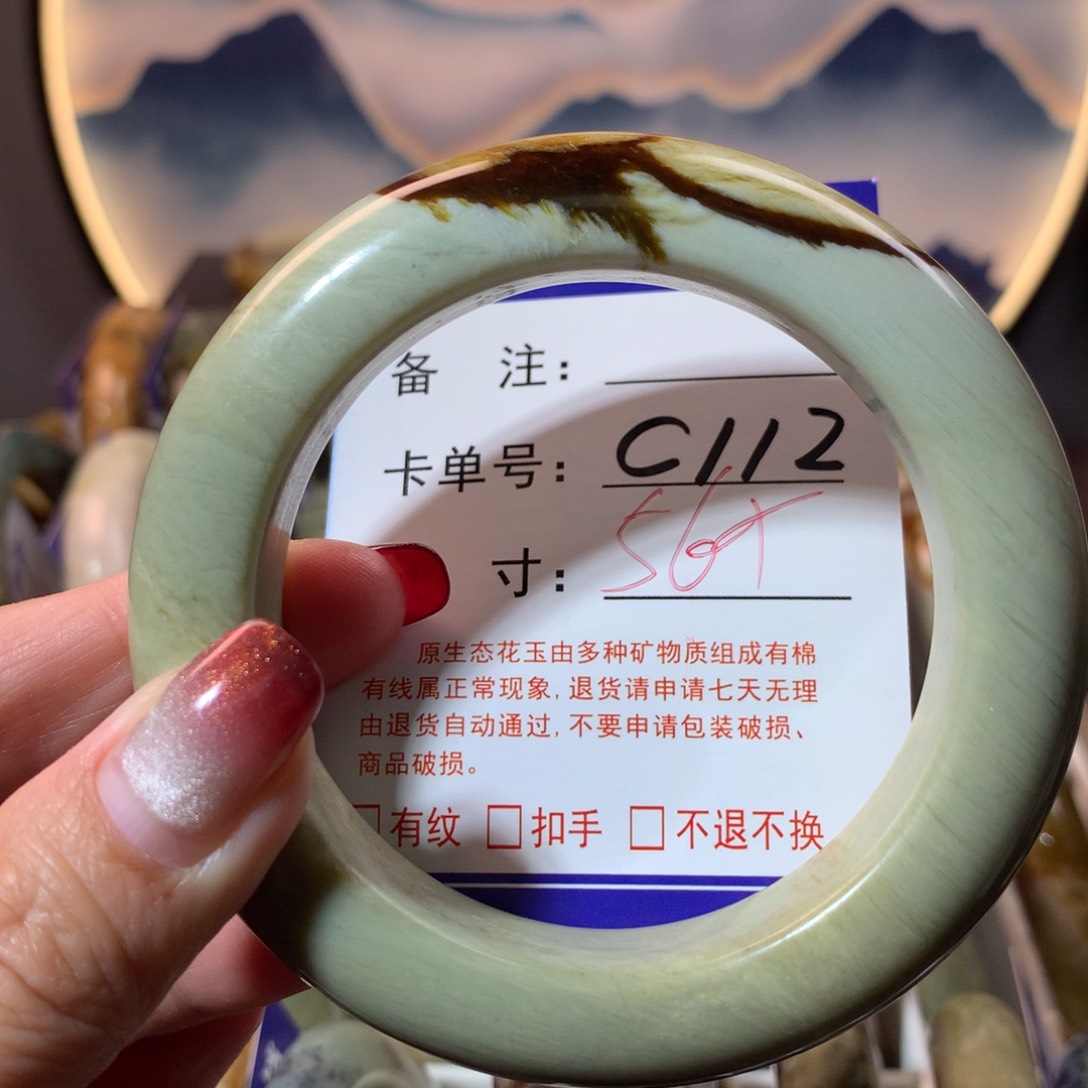 备 注：
卡单号：C112
寸：56
原生态花玉由多种矿物质组成有棉
有线属正常现象，退货请申请七天无理
由退货自动通过，不要申请包装破损、
商品破损。
□有纹 □扣手 □不退不换